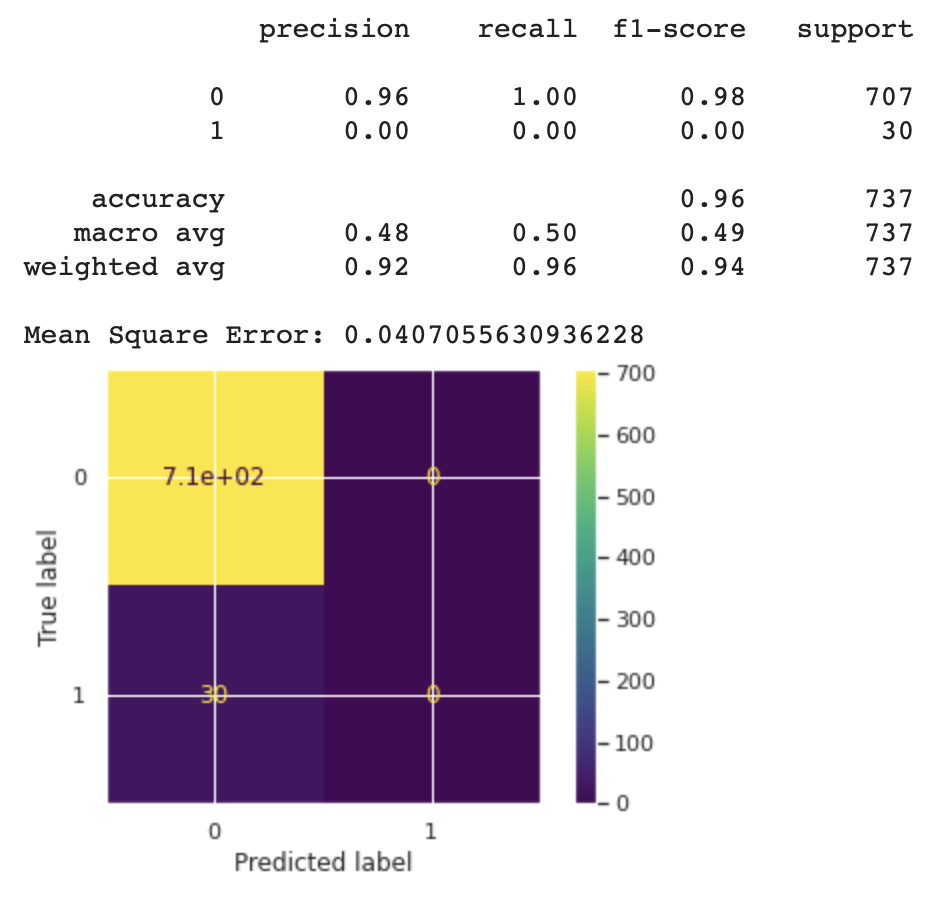 precision recall f1-score support
0 0.96 1.00 0.98 707
1 0.00 0.00 0.00 30
accuracy 0.96 737
macro avg 0.48 0.50 0.49 737
weighted avg 0.92 0.96 0.94 737
Mean Square Error: 0.0407055630936228
700
600
500
400
300
200
100
0
True label
0
7.1e+02
0
1
30
0
0
1
Predicted label